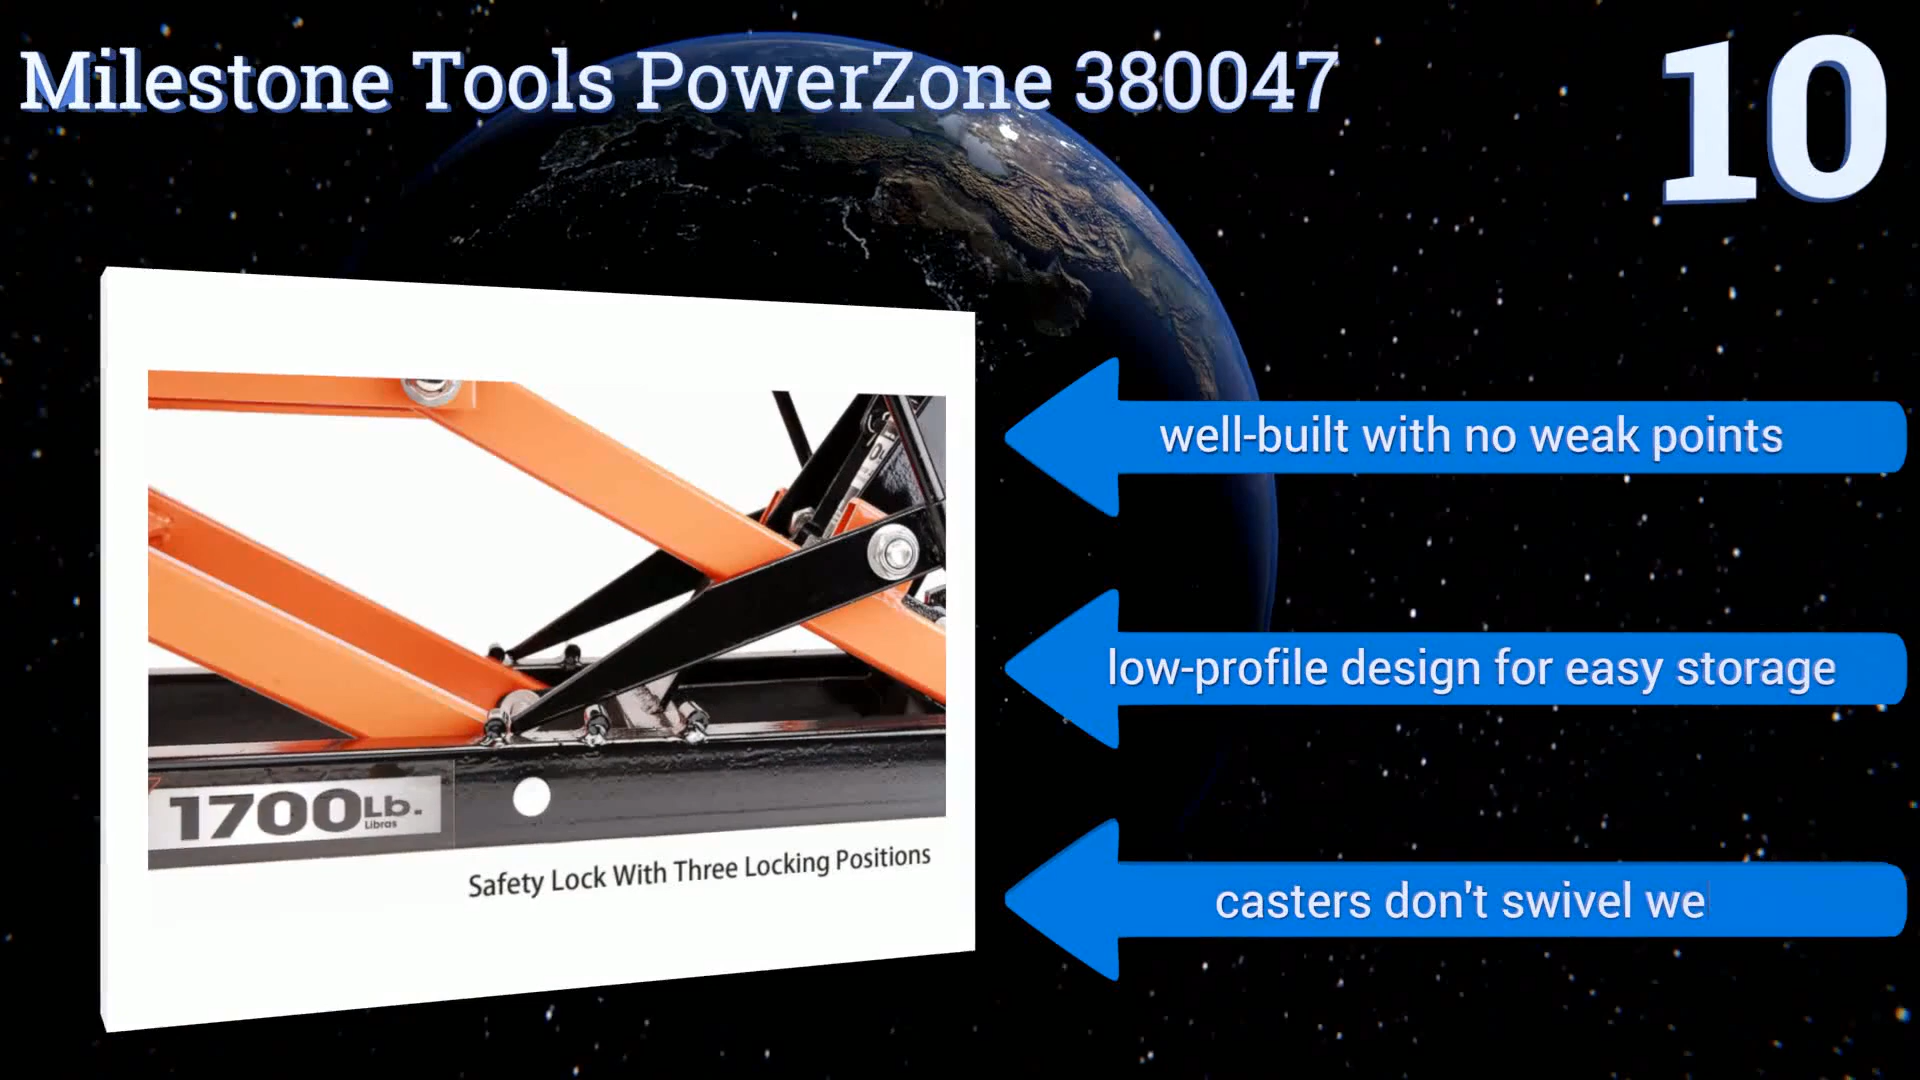 Milestone Tools PowerZone 380047
10
well-built with no weak points
low-profile design for easy storage
casters don't swivel we
1700Lb.
Libras
Safety Lock With Three Locking Positions